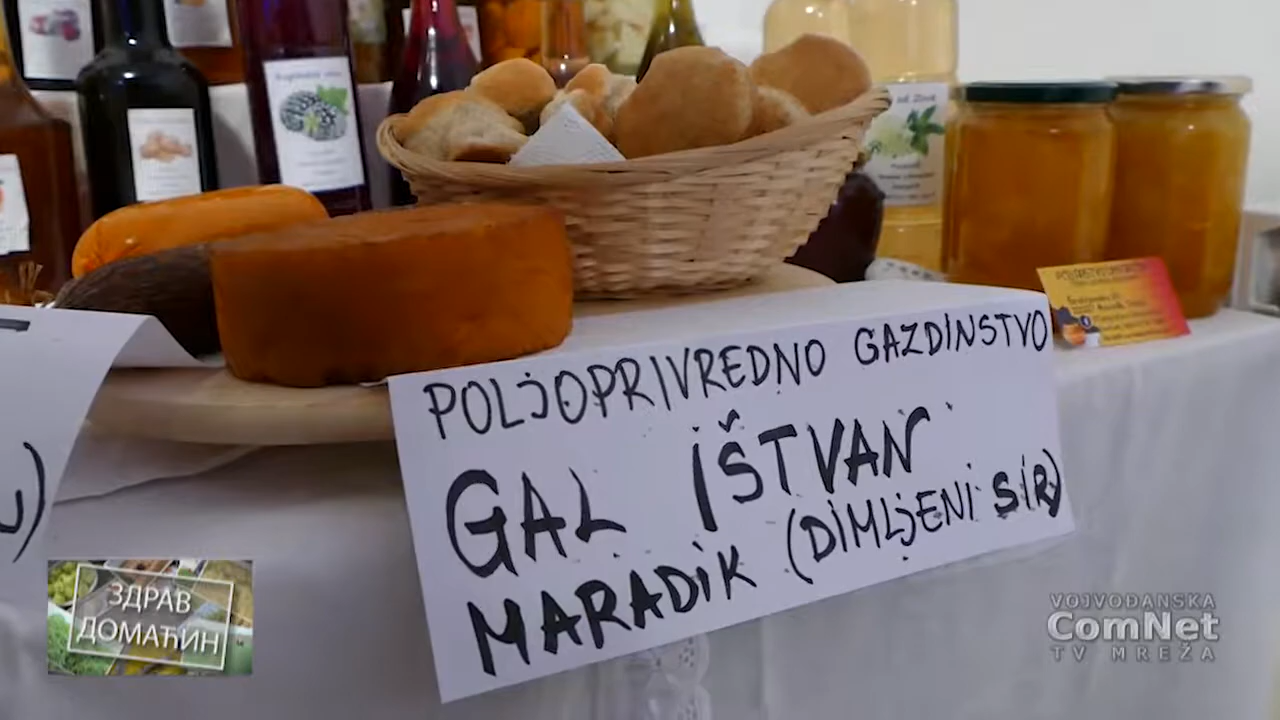 POLJOPRIVREDNO GAZDINSTVO
GAL IŠTVAN
MARADIK (DIMLJENI SIR)
ЗДРАВ
ДОМАЋИН
VOJVOĐANSKA
ComNet
TV MREŽA